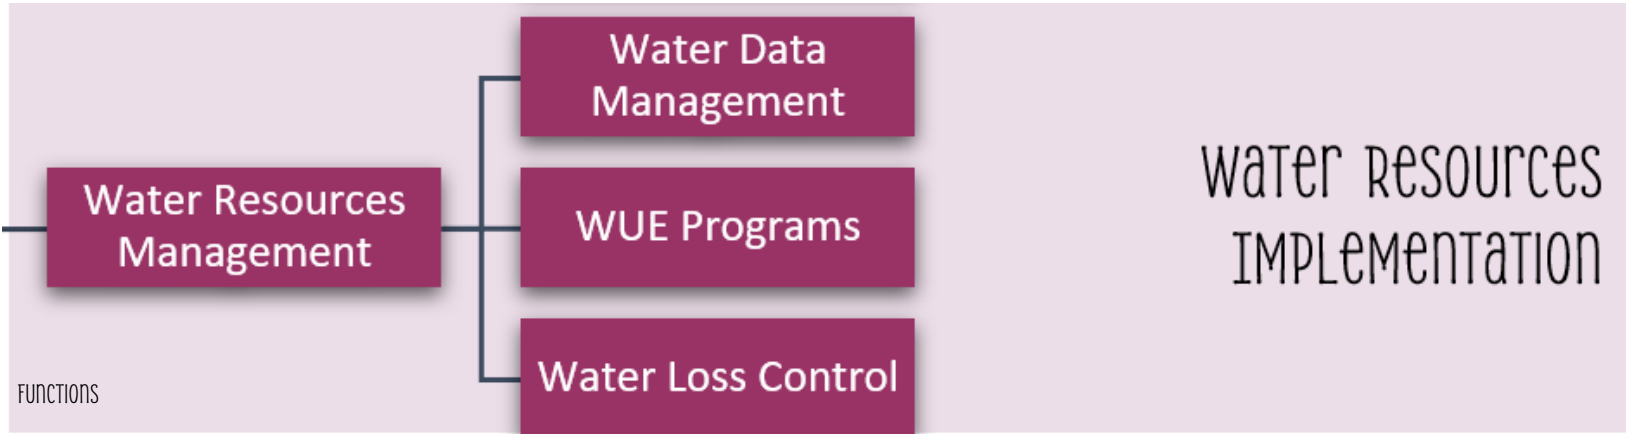 Water Data
Management
Water Resources
Management
WUE Programs
Water Loss Control
Water Resources
Implementation
Functions